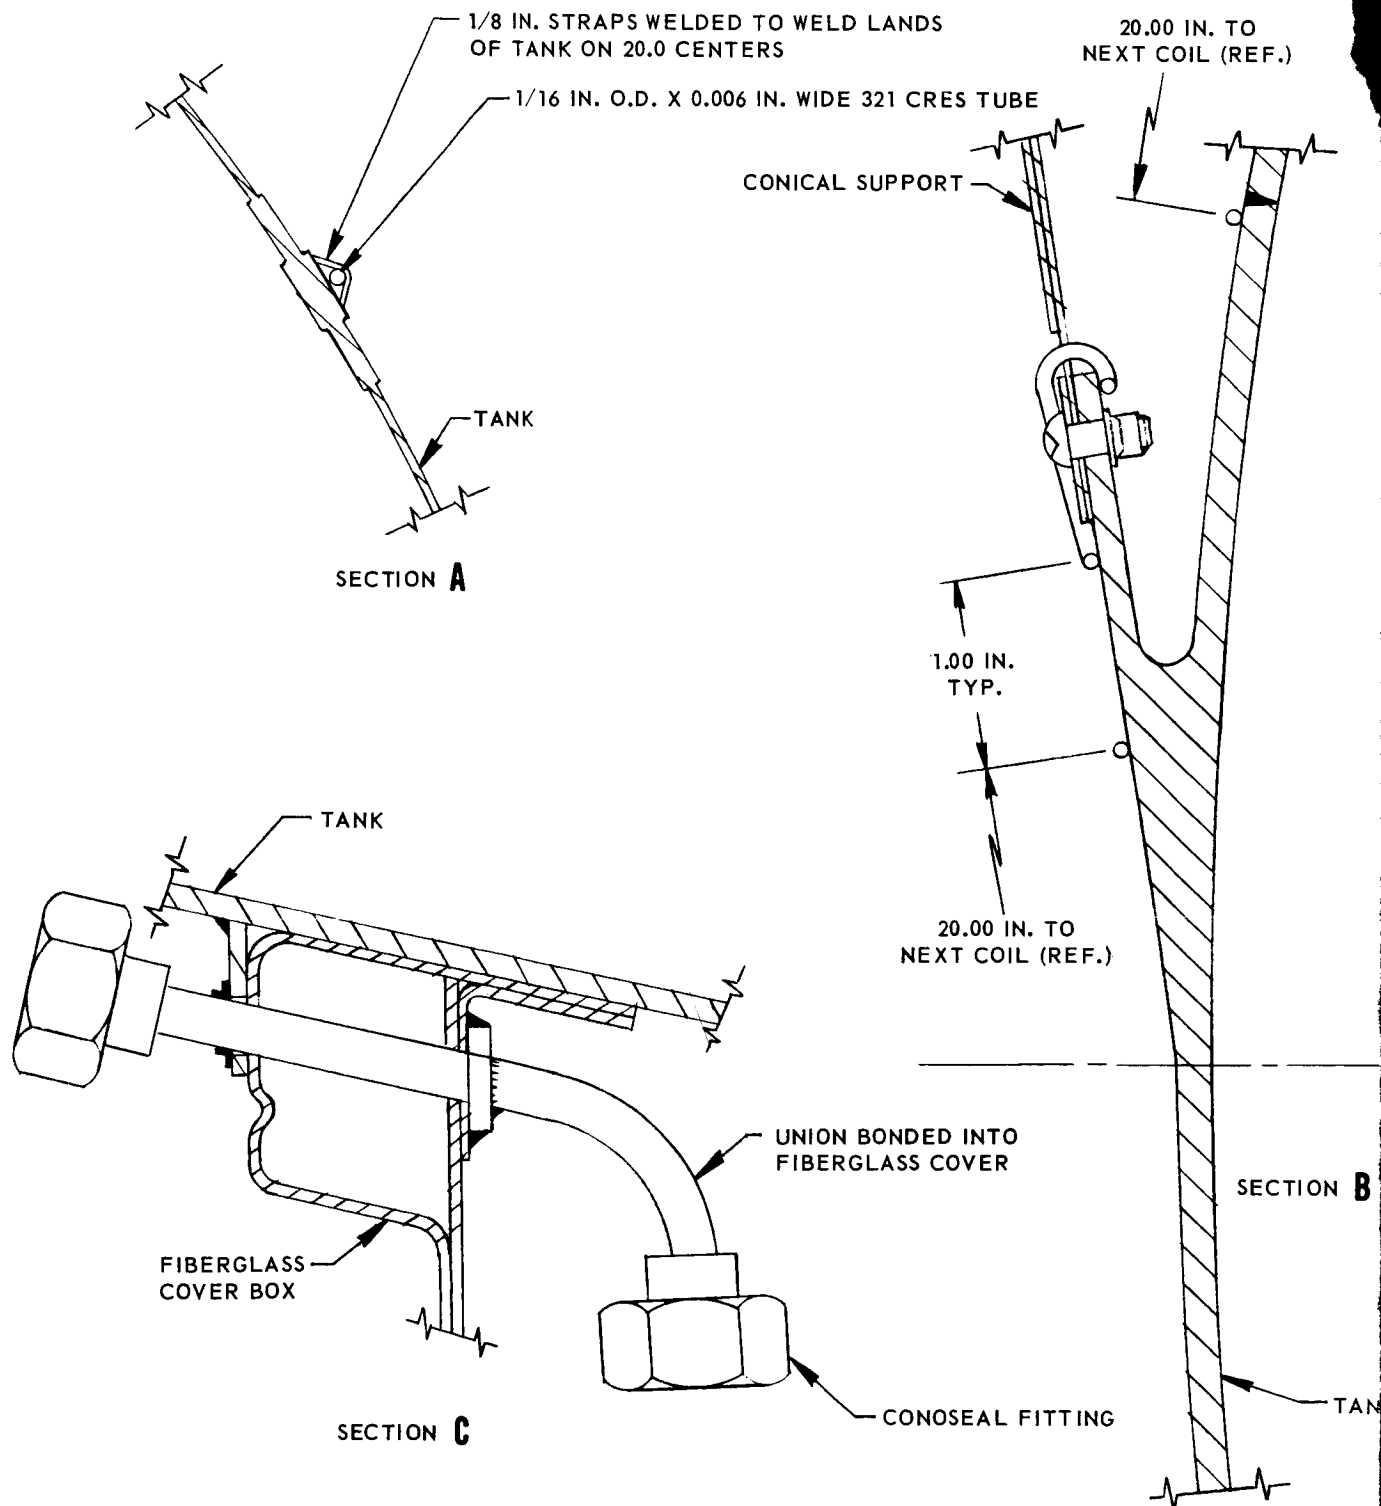 1/8 IN. STRAPS WELDED TO WELD LANDS
OF TANK ON 20.0 CENTERS
1/16 IN. O.D. X 0.006 IN. WIDE 321 CRES TUBE
TANK
SECTION A
20.00 IN. TO
NEXT COIL (REF.)
CONICAL SUPPORT
1.00 IN.
TYP.
20.00 IN. TO
NEXT COIL (REF.)
SECTION B
TAN
TANK
UNION BONDED INTO
FIBERGLASS COVER
FIBERGLASS
COVER BOX
CONOSEAL FITTING
SECTION C